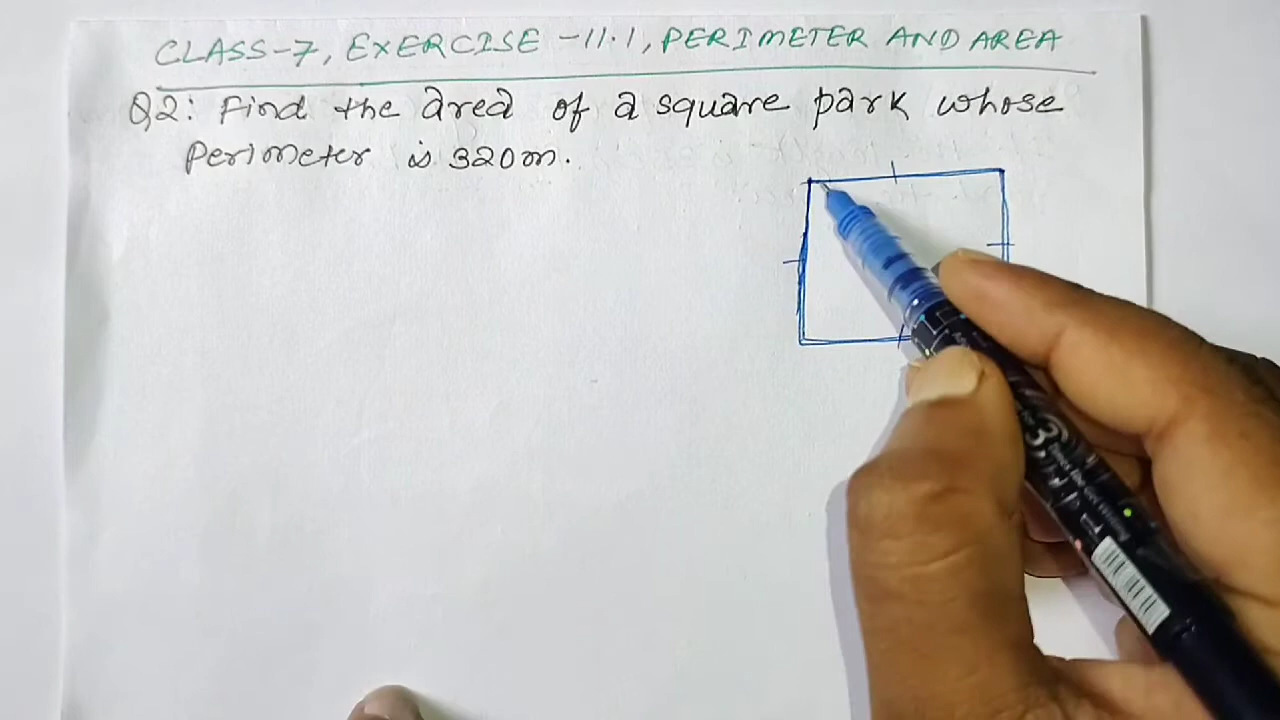 CLASS-7, EXERCISE -11.1, PERIMETER AND AREA
Q2: Find the area of a square park whose
Perimeter is 320m.